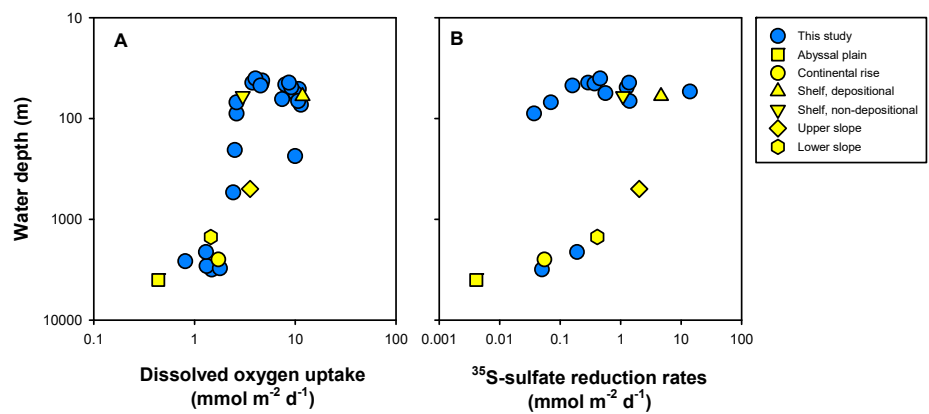 A
B
Water depth (m)
10
100
1000
10000
0.1
1
10
100
0.001
0.01
0.1
1
10
100
Dissolved oxygen uptake
(mmol m⁻² d⁻¹)
³⁵S-sulfate reduction rates
(mmol m⁻² d⁻¹)
This study
Abyssal plain
Continental rise
Shelf, depositional
Shelf, non-depositional
Upper slope
Lower slope